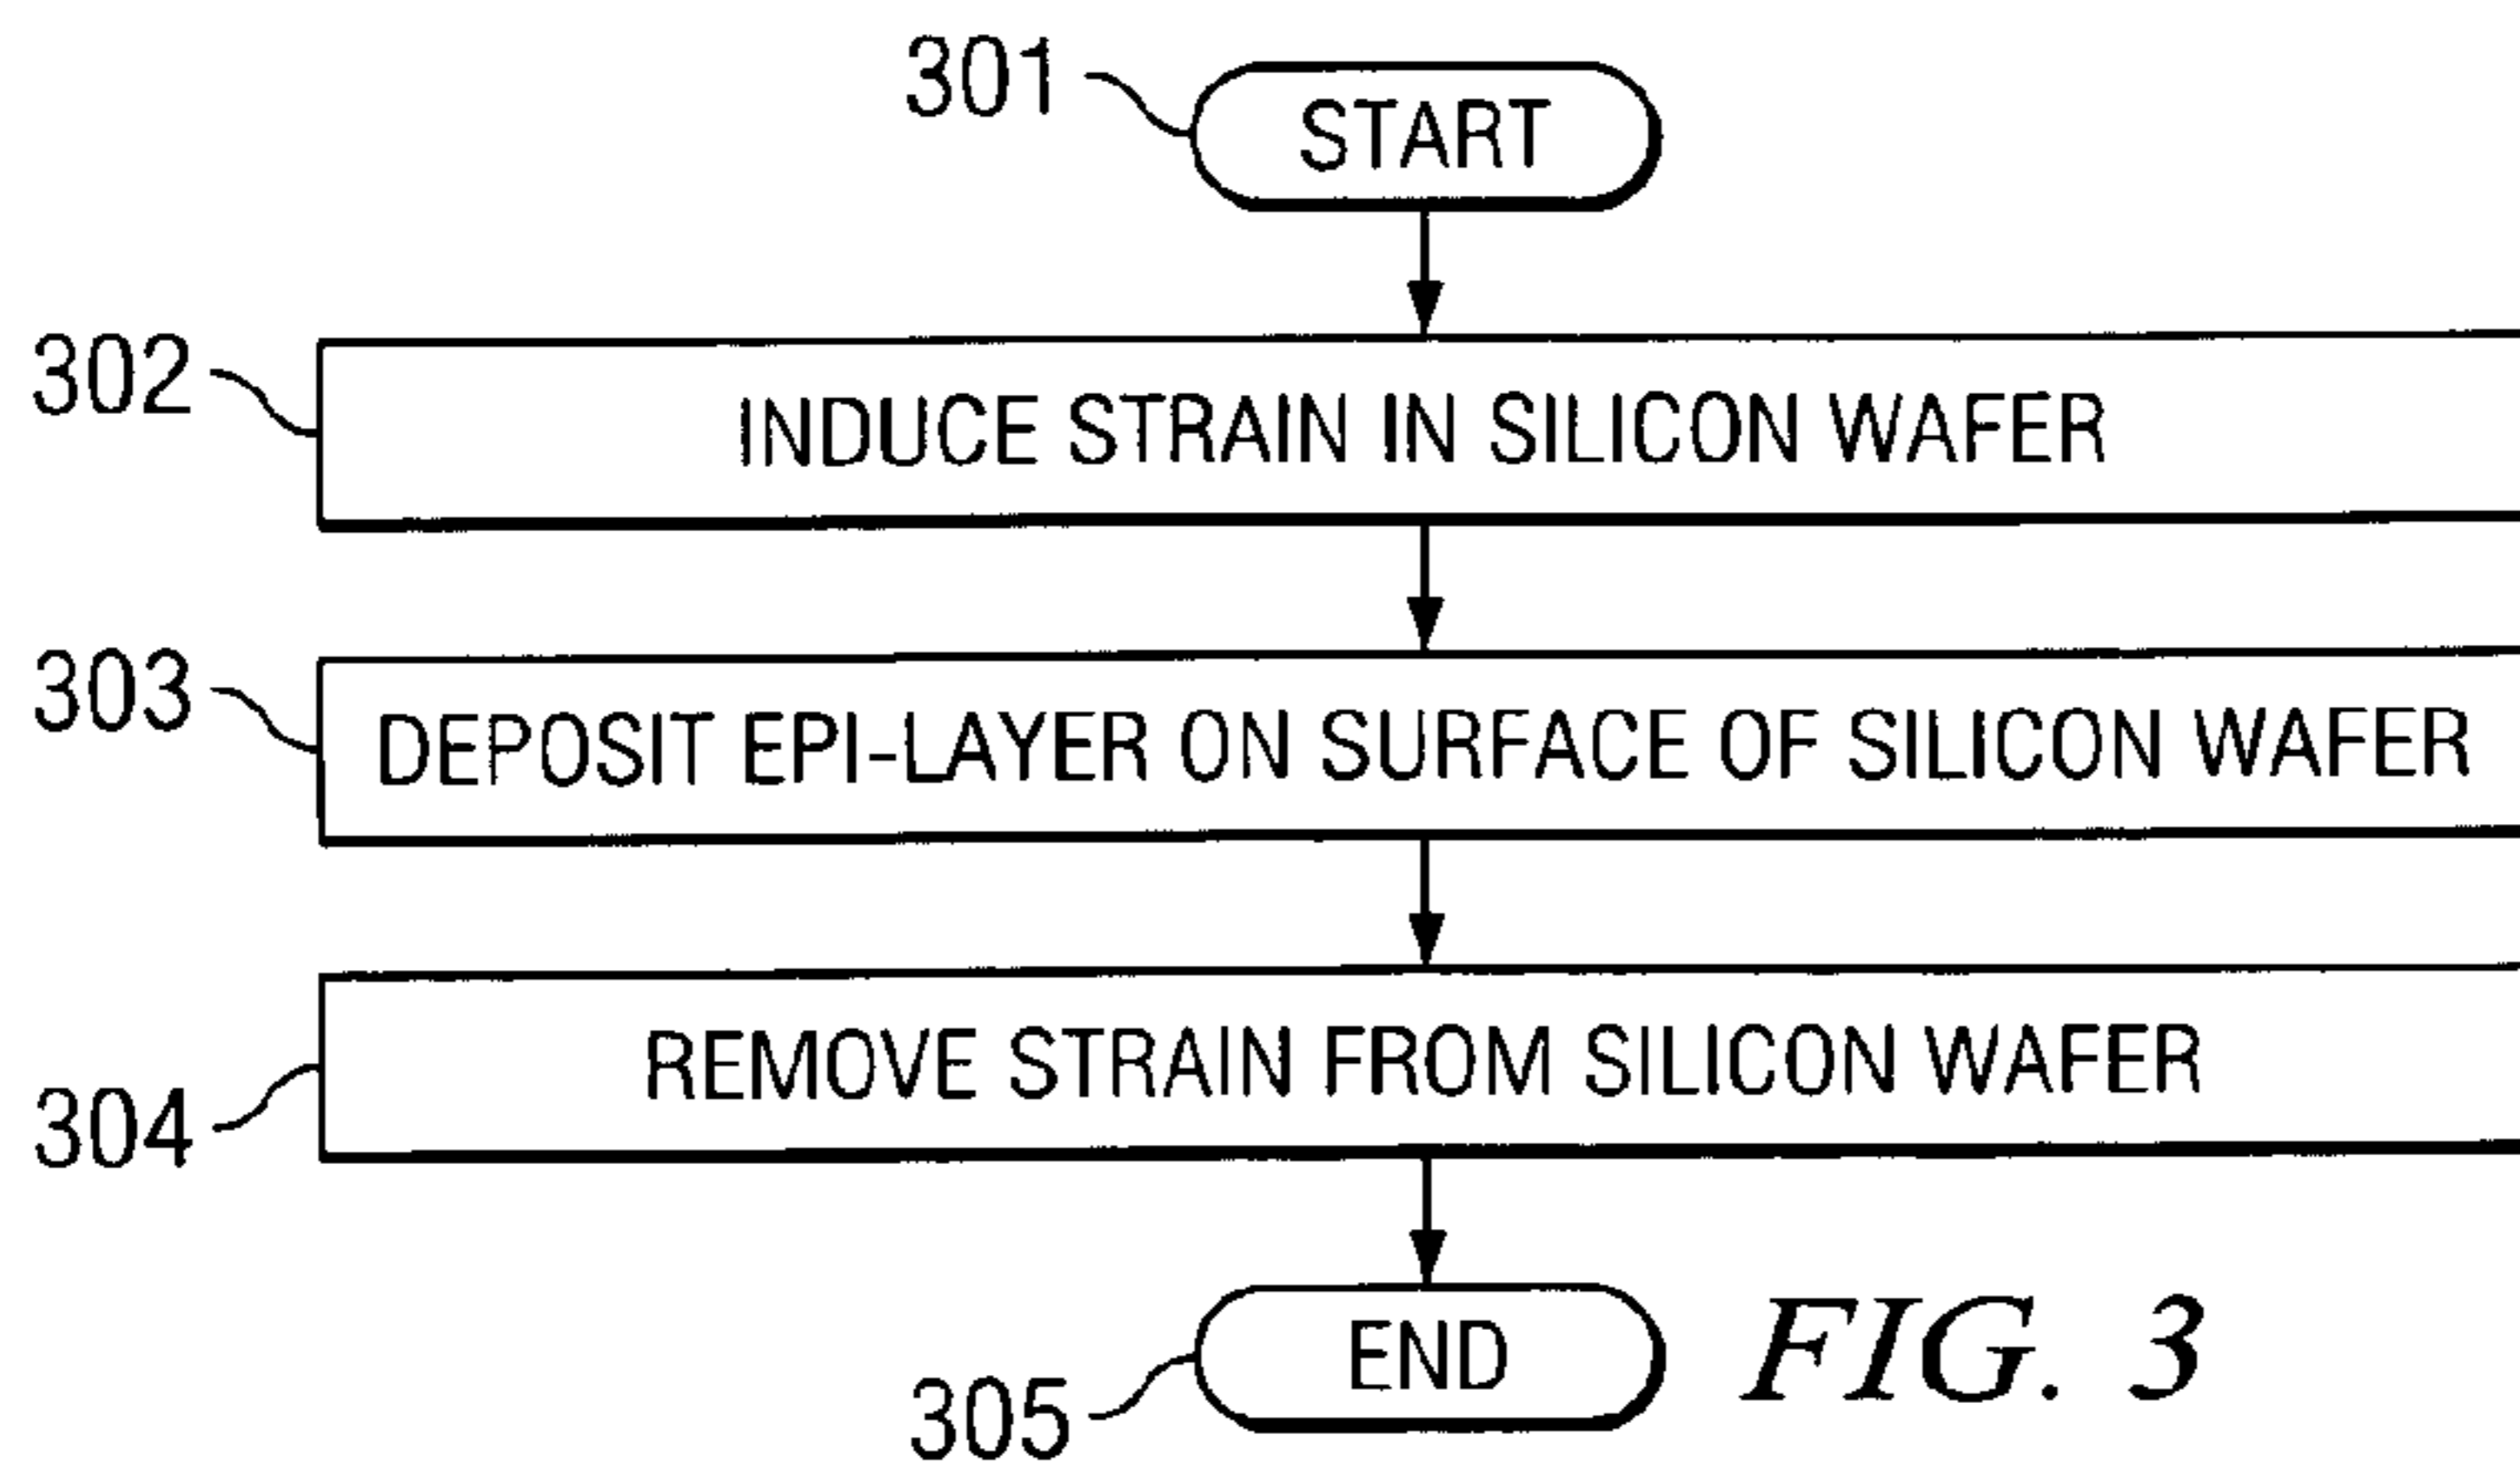 301 START
302 INDUCE STRAIN IN SILICON WAFER
303 DEPOSIT EPI-LAYER ON SURFACE OF SILICON WAFER
304 REMOVE STRAIN FROM SILICON WAFER
305 END
FIG. 3